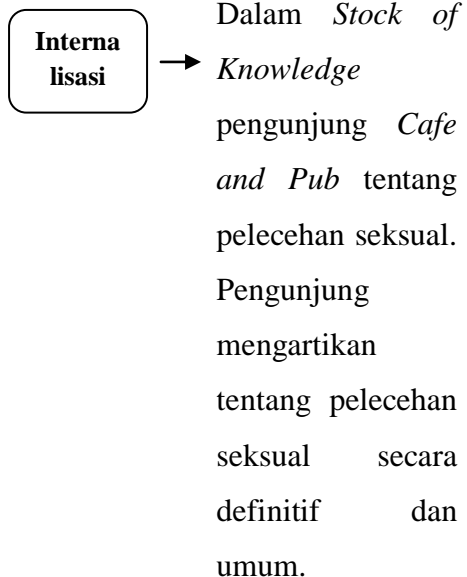 Interna
lisasi
Dalam Stock of
Knowledge
pengunjung Cafe
and Pub tentang
pelecehan seksual.
Pengunjung
mengartikan
tentang pelecehan
seksual secara
definitif dan
umum.